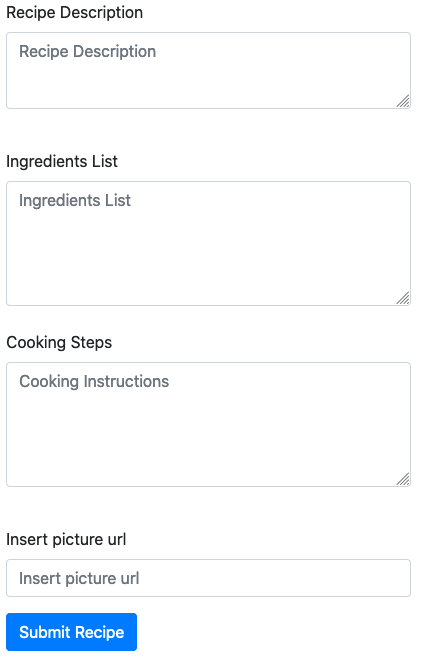 Recipe Description
Recipe Description
Ingredients List
Ingredients List
Cooking Steps
Cooking Instructions
Insert picture url
Insert picture url
Submit Recipe